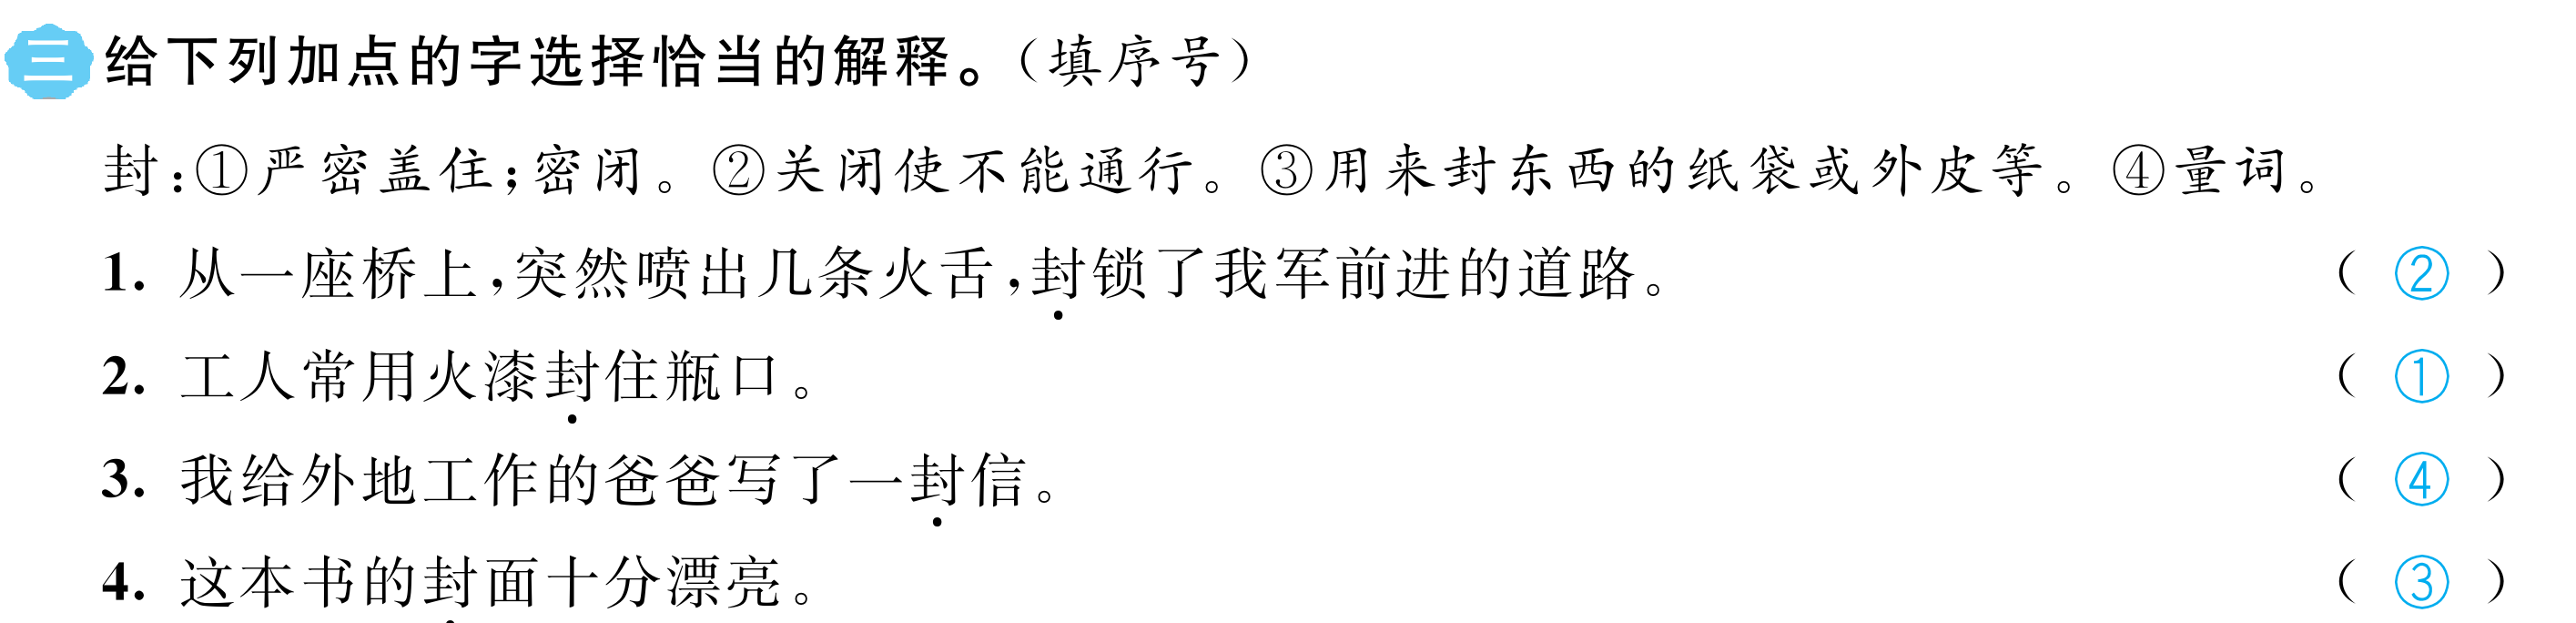 三 给下列加点的字选择恰当的解释。（填序号）
封：①严密盖住；密闭。②关闭使不能通行。③用来封东西的纸袋或外皮等。④量词。
1. 从一座桥上，突然喷出几条火舌，封锁了我军前进的道路。（ ② ）
2. 工人常用火漆封住瓶口。（ ① ）
3. 我给外地工作的爸爸写了一封信。（ ④ ）
4. 这本书的封面十分漂亮。（ ③ ）